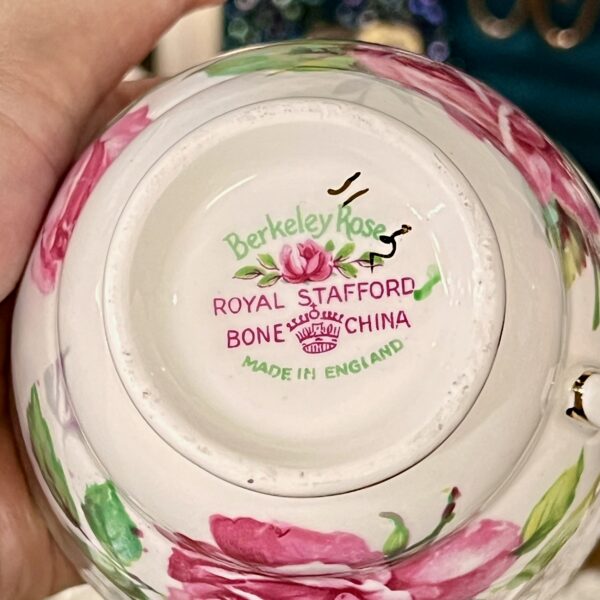 Berkeley Rose
ROYAL STAFFORD
BONE CHINA
MADE IN ENGLAND